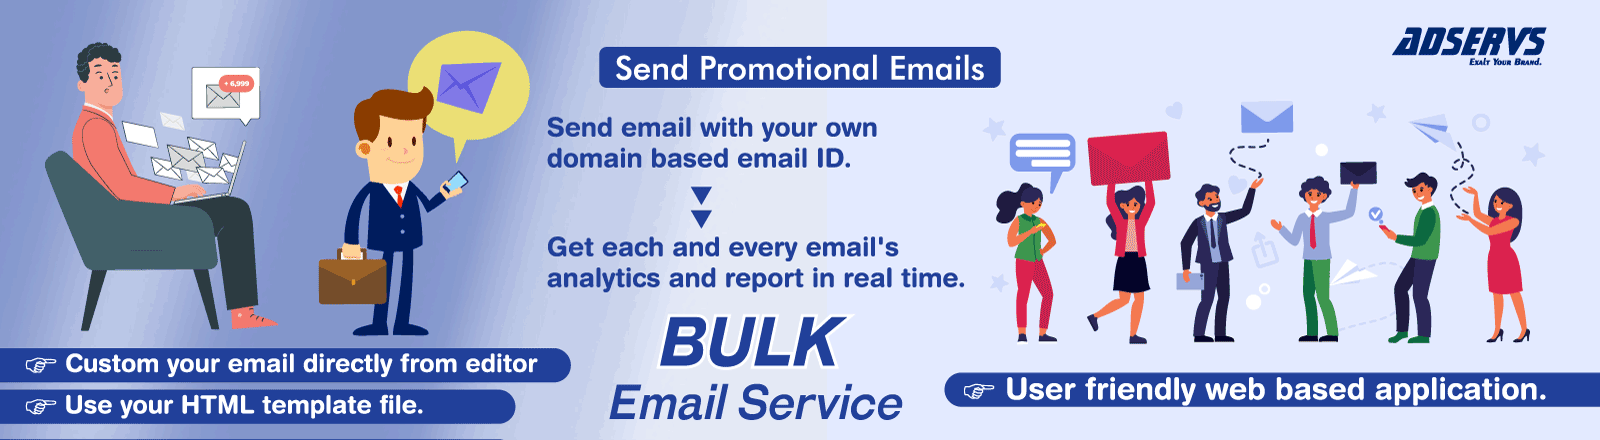 ADSERVS
Exalt Your Brand.
Send Promotional Emails
+ 6,999
Send email with your own
domain based email ID.
Get each and every email's
analytics and report in real time.
BULK
Email Service
Custom your email directly from editor
Use your HTML template file.
User friendly web based application.